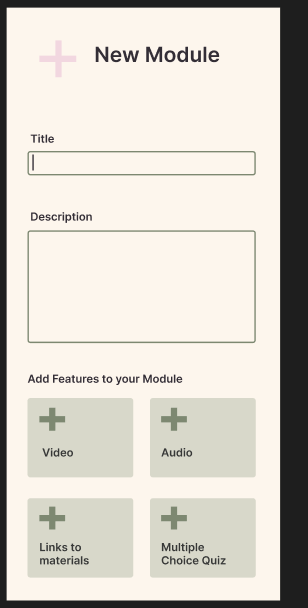 New Module
Title
Description
Add Features to your Module
Video
Audio
Links to
materials
Multiple
Choice Quiz